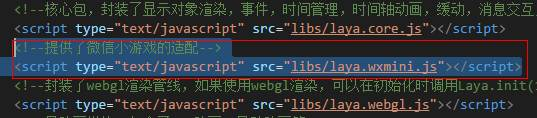 <!--核心包，封装了显示对象渲染，事件，时间管理，时间轴动画，缓动，消息交互
<script type="text/javascript" src="libs/laya.core.js"></script>
<!--提供了微信小游戏的适配-->
<script type="text/javascript" src="libs/laya.wxmini.js"></script>
<!--封装了webgl渲染管线，如果使用webgl渲染，可以在初始化时调用Laya.init(
<script type="text/javascript" src="libs/laya.webgl.js"></script>